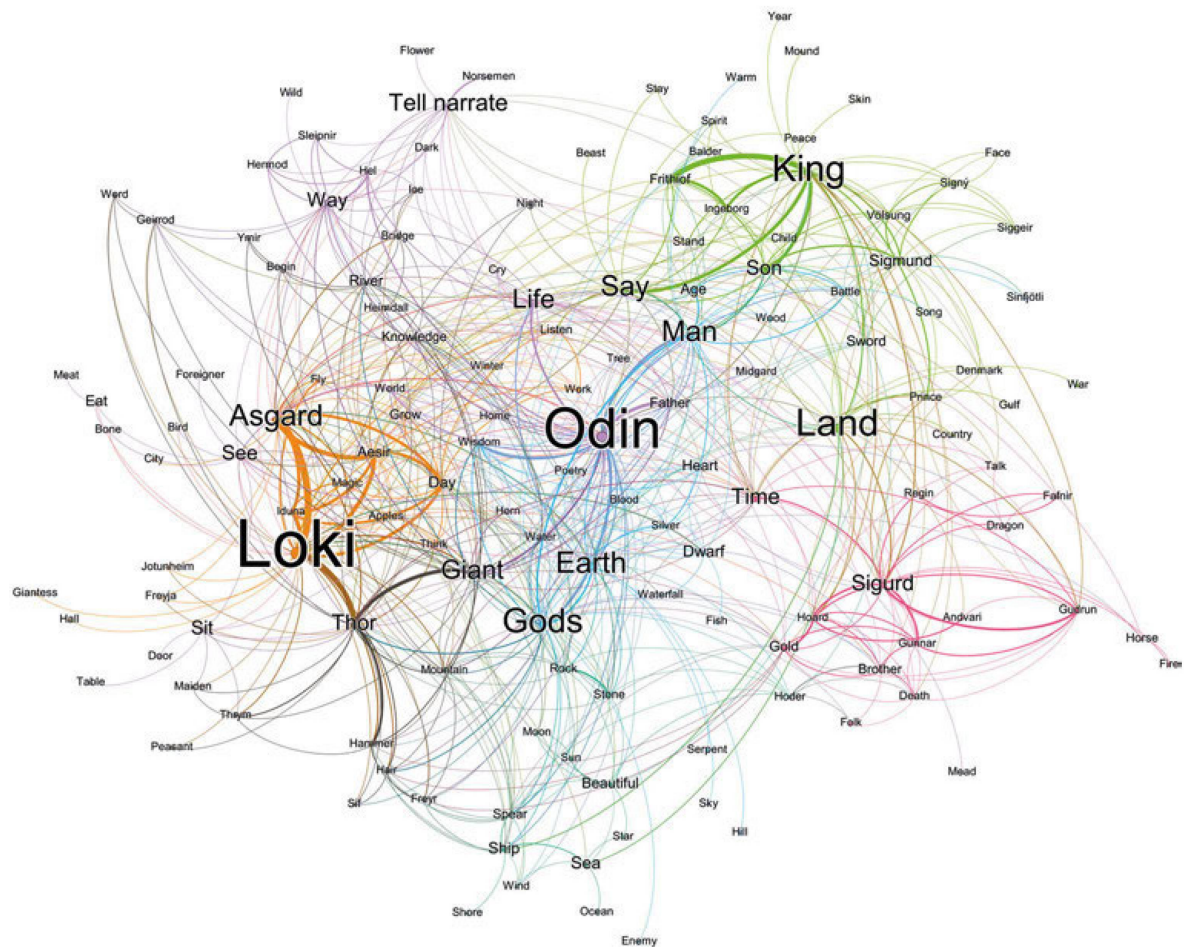 Year
Flower
Mound
Norsemen
Warm
Wild
Stay
Skin
Tell narrate
Spirit
Sleipnir
Peace
Dark
Balder
Beast
Face
Hermod
King
Hel
Frithiof
Signý
Word
Ice
Way
Night
Ingeborg
Völsung
Geirrod
Siggeir
Ymir
Bridge
Child
Stand
Begin
Cry
Son
Sigmund
River
Say
Age
Battle
Sinfjötli
Life
Heimdall
Song
Wood
Listen
Man
Knowledge
Sword
Tree
Winter
Midgard
Meat
Foreigner
Fly
Denmark
World
Work
War
Eat
Prince
Father
Gulf
Asgard
Grow
Home
Bone
Bird
Odin
Land
Wisdom
Country
See
Aesir
City
Heart
Talk
Poetry
Magic
Day
Time
Regin
Fafnir
Blood
Iduna
Apples
Horn
Silver
Dragon
Water
Loki
Think
Dwarf
Jotunheim
Giant
Earth
Sigurd
Giantess
Freyja
Waterfall
Hall
Gods
Fish
Hoard
Andvari
Gudrun
Sit
Thor
Gold
Gunnar
Horse
Door
Mountain
Rock
Brother
Fire
Table
Maiden
Stone
Hoder
Death
Thrym
Folk
Moon
Peasant
Hammer
Sun
Serpent
Hair
Beautiful
Mead
Sif
Freyr
Sky
Spear
Hill
Star
Ship
Sea
Wind
Shore
Ocean
Enemy